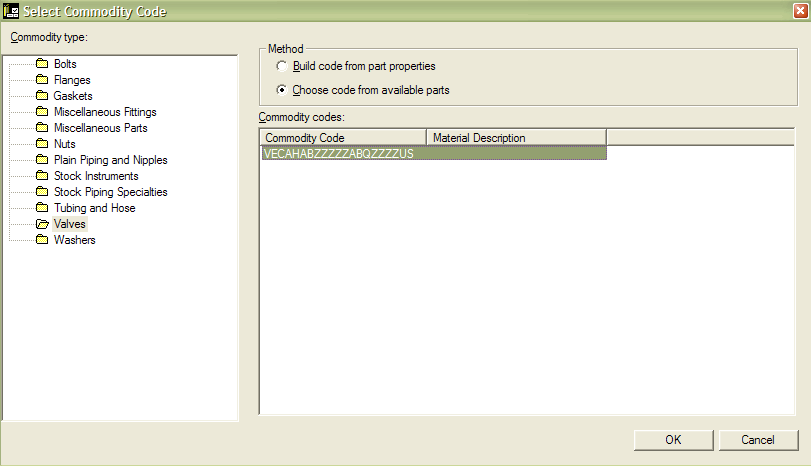 Select Commodity Code
Commodity type:
Bolts
Flanges
Gaskets
Miscellaneous Fittings
Miscellaneous Parts
Nuts
Plain Piping and Nipples
Stock Instruments
Stock Piping Specialties
Tubing and Hose
Valves
Washers
Method
Build code from part properties
Choose code from available parts
Commodity codes:
Commodity Code Material Description
VECAHABZZZZZABQZZZZUS
OK Cancel